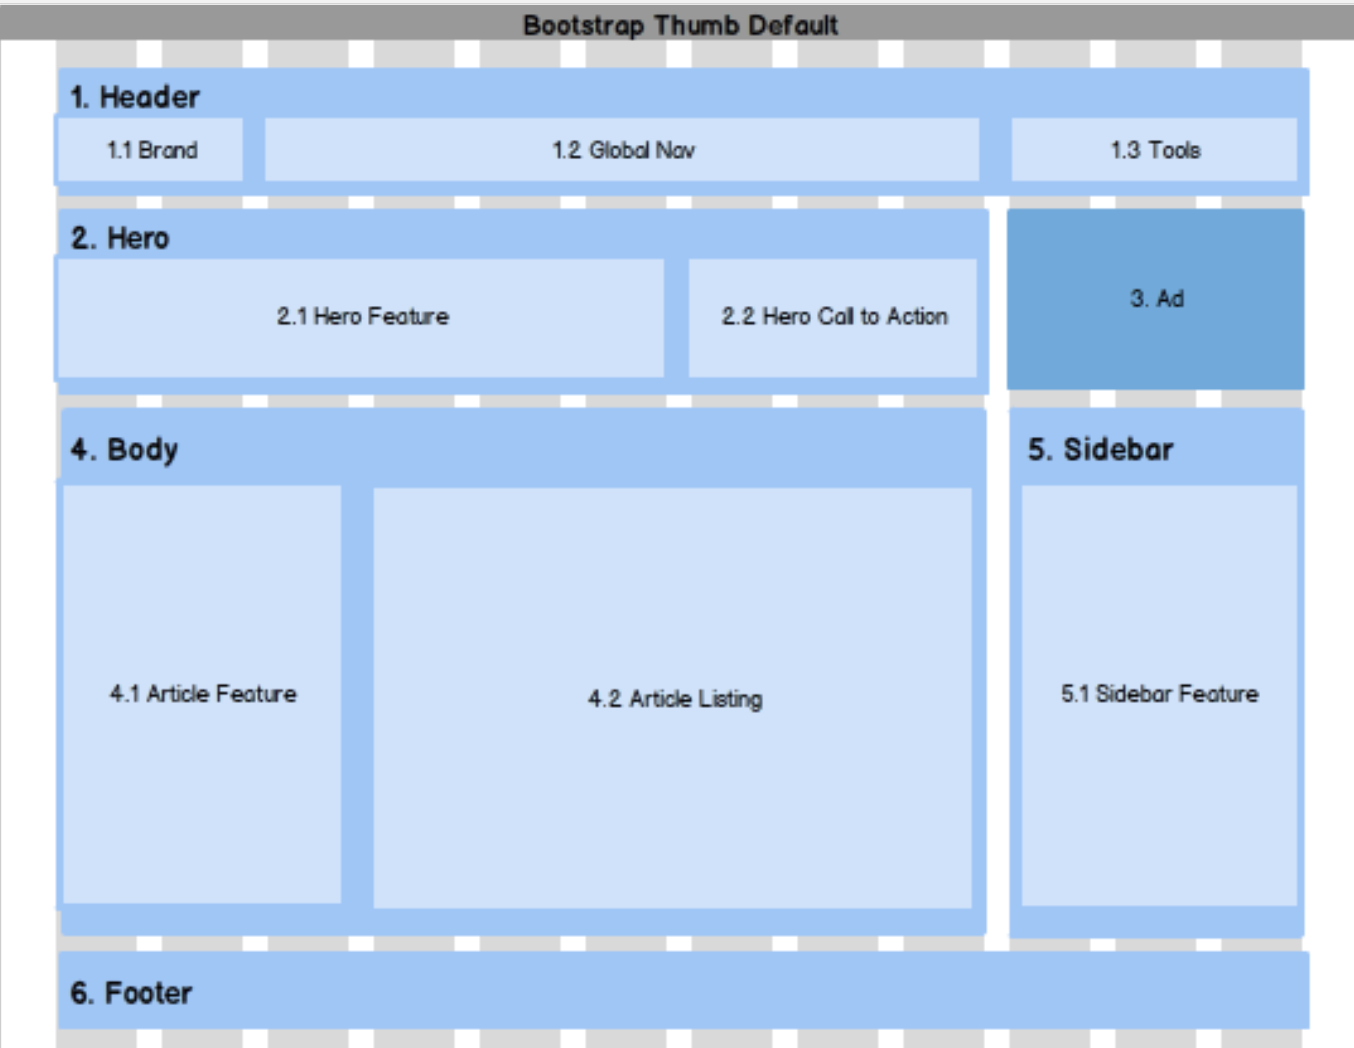 Bootstrap Thumb Default
1. Header
1.1 Brand
1.2 Global Nav
1.3 Tools
2. Hero
2.1 Hero Feature
2.2 Hero Call to Action
3. Ad
4. Body
5. Sidebar
4.1 Article Feature
4.2 Article Listing
5.1 Sidebar Feature
6. Footer